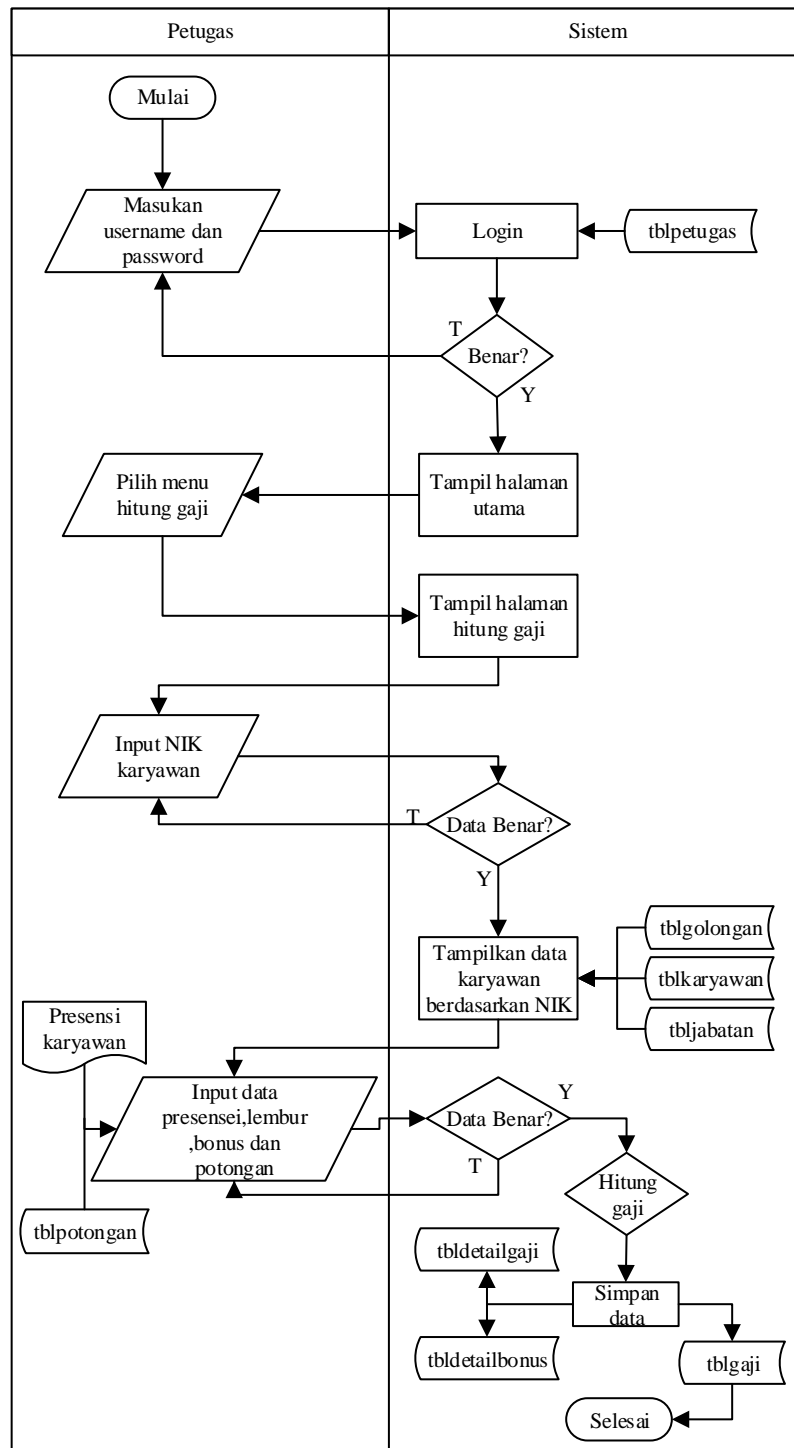 Petugas
Sistem
Mulai
Masukan
username dan
password
Login
tblpetugas
T
Benar?
Y
Pilih menu
hitung gaji
Tampil halaman
utama
Tampil halaman
hitung gaji
Input NIK
karyawan
T
Data Benar?
Y
Tampilkan data
karyawan
berdasarkan NIK
tblgolongan
tblkaryawan
tbljabatan
Presensi
karyawan
Input data
presensei,lembur
,bonus dan
potongan
Data Benar?
Y
T
tblpotongan
Hitung
gaji
tbldetailgaji
Simpan
data
tbldetailbonus
tblgaji
Selesai